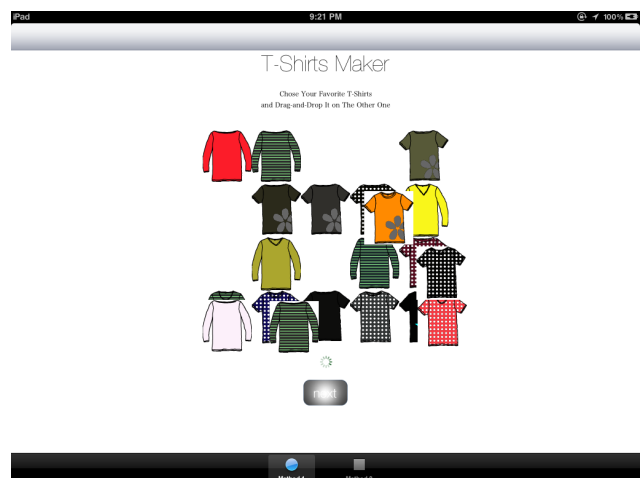 iPad 9:21 PM 100%
T-Shirts Maker
Chose Your Favorite T-Shirts
and Drag-and-Drop It on The Other One
next